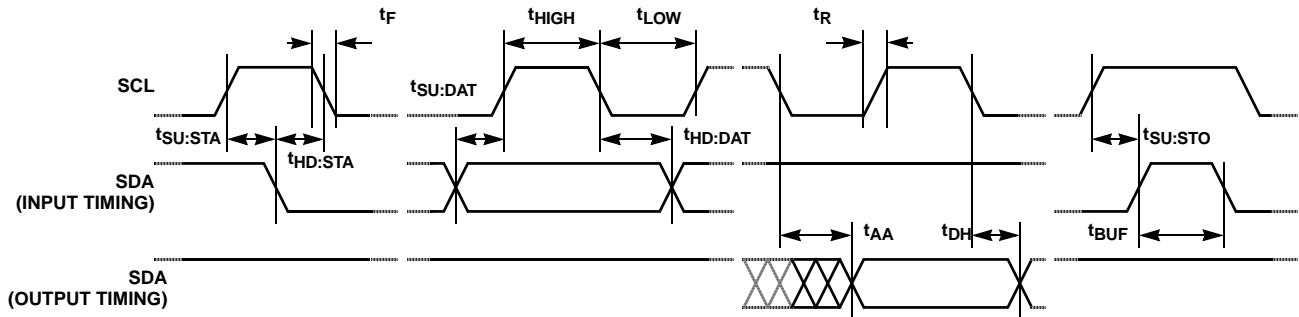 tF
tHIGH
tLOW
tR
SCL
tSU:DAT
tSU:STA
tHD:STA
tHD:DAT
tSU:STO
SDA
(INPUT TIMING)
tAA
tDH
tBUF
SDA
(OUTPUT TIMING)